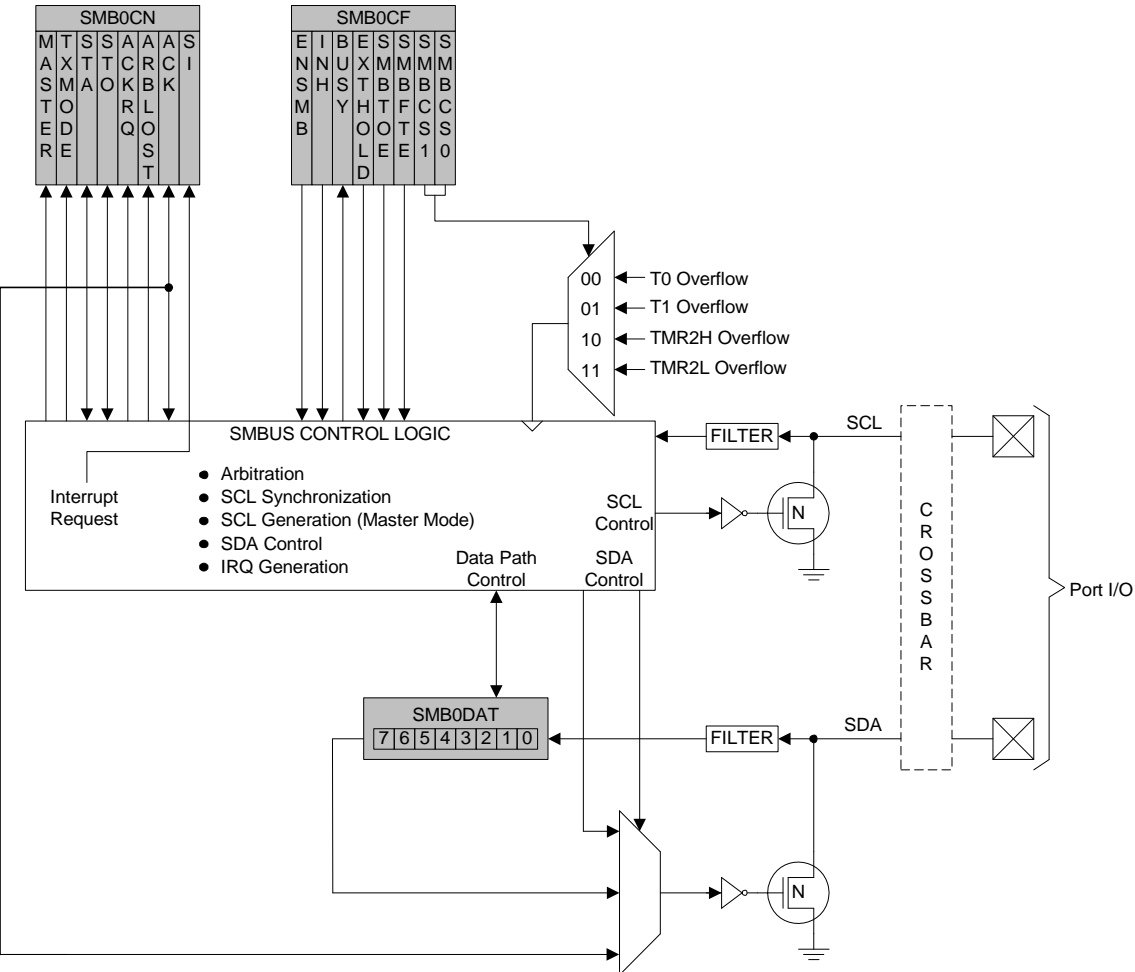 SMB0CN
SMB0CF
MASTER
TXMODE
STA
STO
ACKRQ
ARBLOST
ACK
SI
ENSMB
INH
BUSY
EXTHOLD
SMBTOE
SMBFTE
SMBCS1
SMBCS0
00 T0 Overflow
01 T1 Overflow
10 TMR2H Overflow
11 TMR2L Overflow
SMBUS CONTROL LOGIC
Arbitration
SCL Synchronization
SCL Generation (Master Mode)
SDA Control
IRQ Generation
Interrupt
Request
SCL
Control
Data Path
Control
SDA
Control
FILTER
SCL
N
CROSSBAR
Port I/O
SMB0DAT
7 6 5 4 3 2 1 0
FILTER
SDA
N